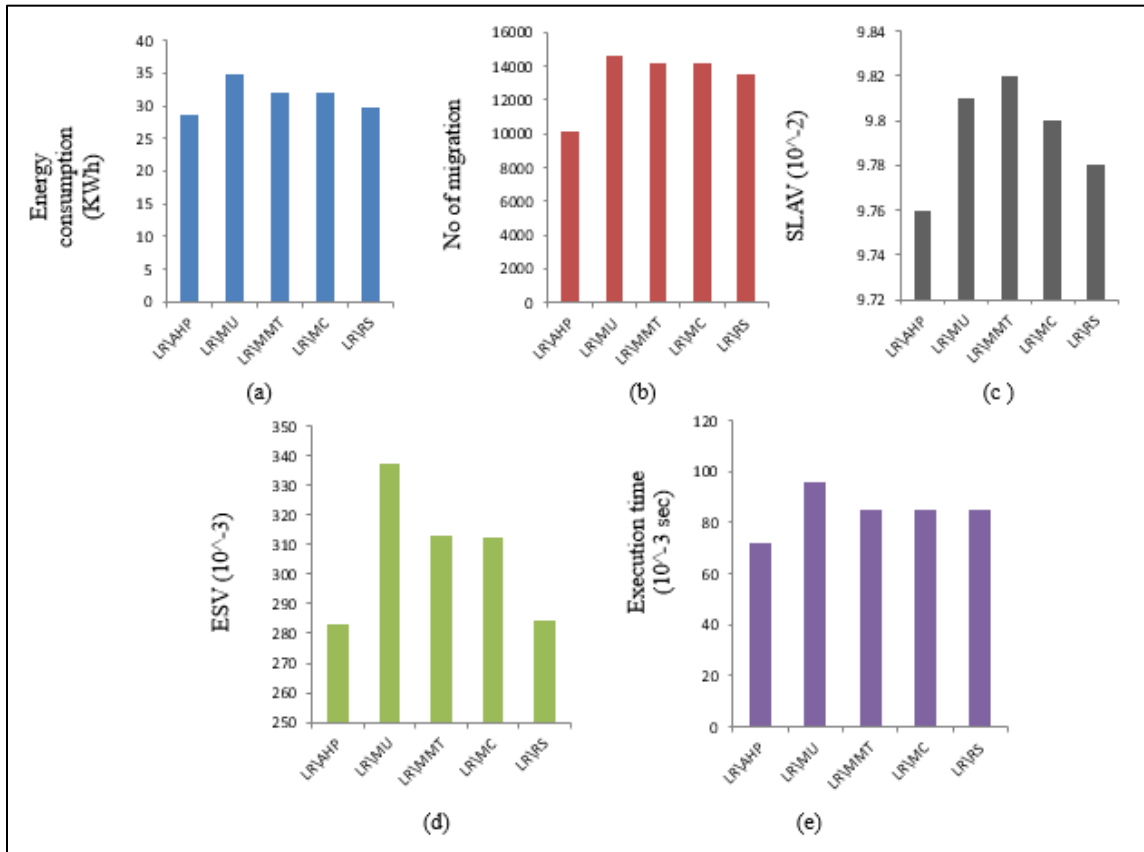 Energy
consumption
(KWh)
40
35
30
25
20
15
10
5
0
LR\AHP
LR\MU
LR\MMT
LR\MC
LR\RS
(a)
No of migration
16000
14000
12000
10000
8000
6000
4000
2000
0
LR\AHP
LR\MU
LR\MMT
LR\MC
LR\RS
(b)
SLAV (10^-2)
9.84
9.82
9.8
9.78
9.76
9.74
9.72
LR\AHP
LR\MU
LR\MMT
LR\MC
LR\RS
(c )
ESV (10^-3)
350
340
330
320
310
300
290
280
270
260
250
LR\AHP
LR\MU
LR\MMT
LR\MC
LR\RS
(d)
Execution time
(10^-3 sec)
120
100
80
60
40
20
0
LR\AHP
LR\MU
LR\MMT
LR\MC
LR\RS
(e)